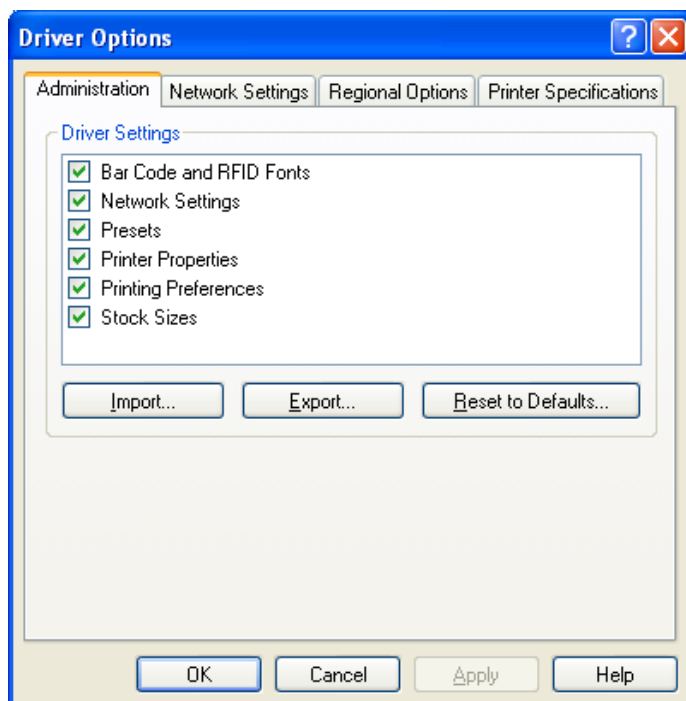 Driver Options
Administration Network Settings Regional Options Printer Specifications
Driver Settings
Bar Code and RFID Fonts
Network Settings
Presets
Printer Properties
Printing Preferences
Stock Sizes
Import... Export... Reset to Defaults...
OK Cancel Apply Help